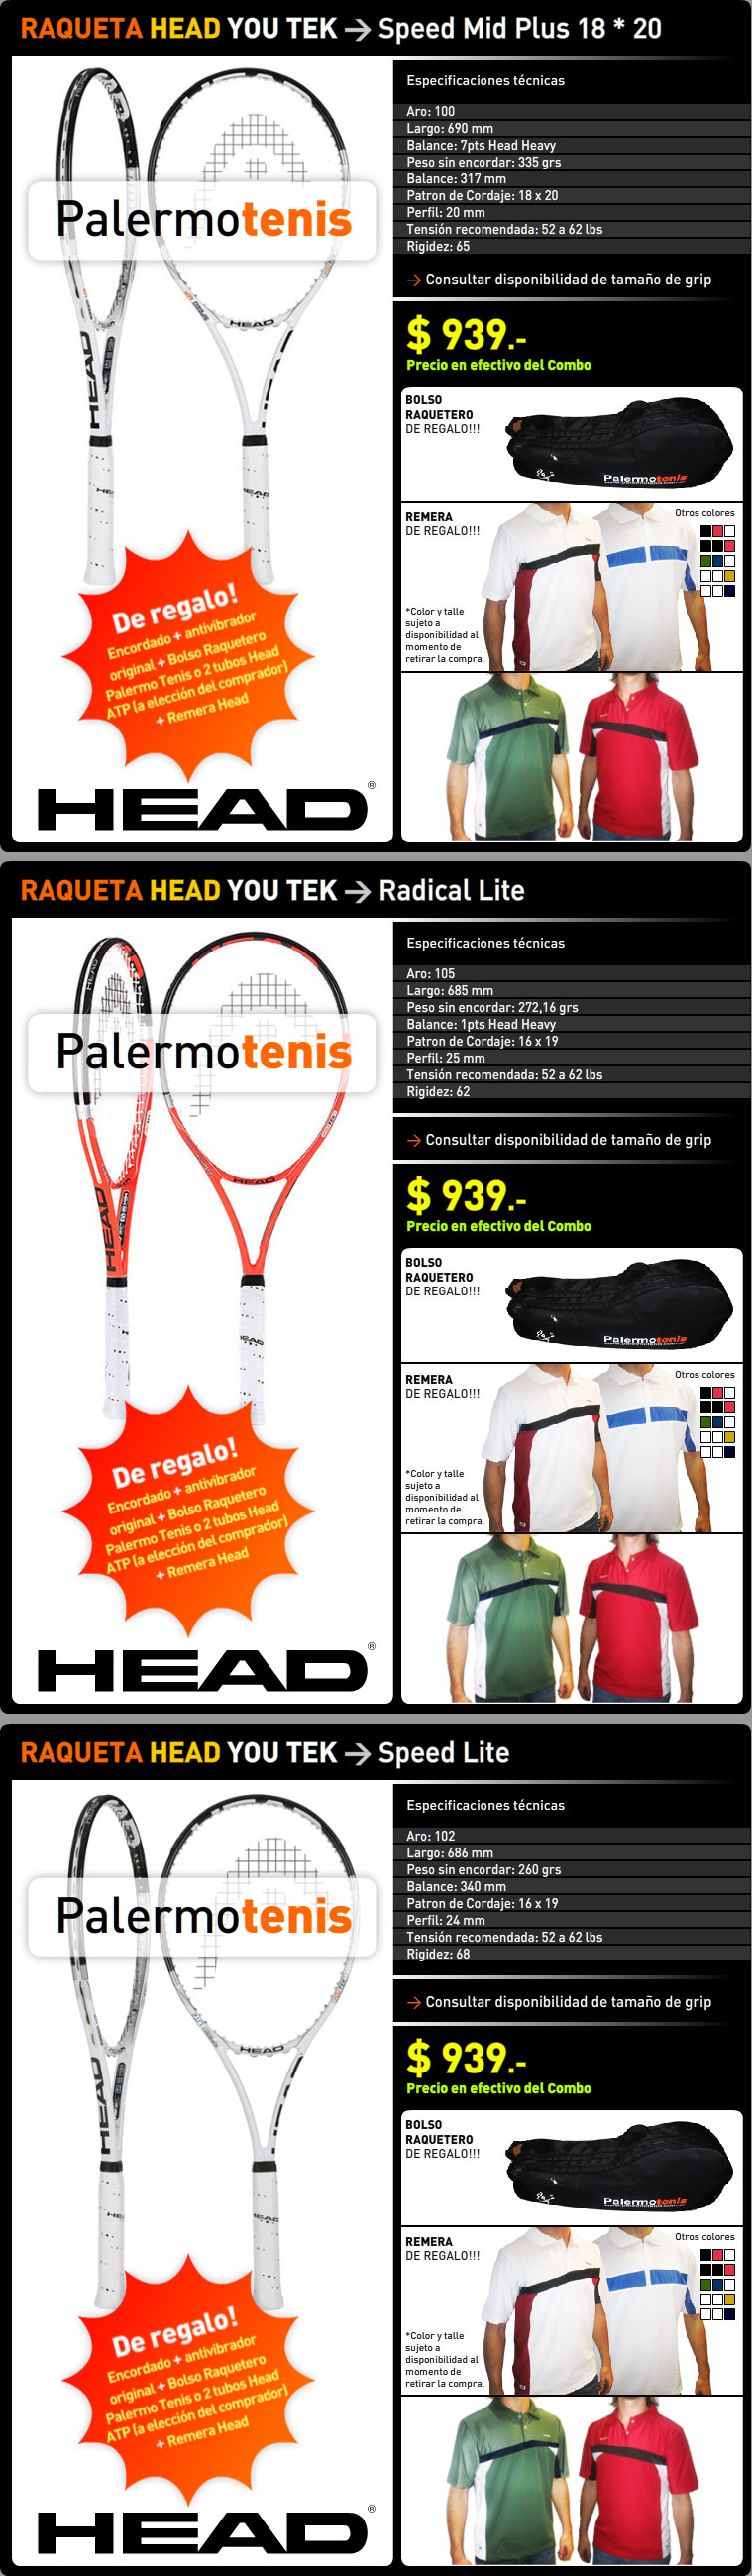 RAQUETA HEAD YOU TEK → Speed Mid Plus 18 * 20
Palermotenis
HEAD
HEAD
De regalo!
Encordado + antivibrador
original + Bolso Raquetero
Palermo Tenis o 2 tubos Head
ATP (a elección del comprador)
+ Remera Head
HEAD®
Especificaciones técnicas
Aro: 100
Largo: 690 mm
Balance: 7pts Head Heavy
Peso sin encordar: 335 grs
Balance: 317 mm
Patron de Cordaje: 18 x 20
Perfil: 20 mm
Tensión recomendada: 52 a 62 lbs
Rigidez: 65
→ Consultar disponibilidad de tamaño de grip
$ 939.-
Precio en efectivo del Combo
BOLSO
RAQUETERO
DE REGALO!!!
Palermotenis
REMERA
DE REGALO!!!
Otros colores
*Color y talle
sujeto a
disponibilidad al
momento de
retirar la compra.
RAQUETA HEAD YOU TEK → Radical Lite
Palermotenis
HEAD
HEAD
HEAD
De regalo!
Encordado + antivibrador
original + Bolso Raquetero
Palermo Tenis o 2 tubos Head
ATP (a elección del comprador)
+ Remera Head
HEAD®
Especificaciones técnicas
Aro: 105
Largo: 685 mm
Peso sin encordar: 272,16 grs
Balance: 1pts Head Heavy
Patron de Cordaje: 16 x 19
Perfil: 25 mm
Tensión recomendada: 52 a 62 lbs
Rigidez: 62
→ Consultar disponibilidad de tamaño de grip
$ 939.-
Precio en efectivo del Combo
BOLSO
RAQUETERO
DE REGALO!!!
Palermotenis
REMERA
DE REGALO!!!
Otros colores
*Color y talle
sujeto a
disponibilidad al
momento de
retirar la compra.
RAQUETA HEAD YOU TEK → Speed Lite
Palermotenis
HEAD
HEAD
De regalo!
Encordado + antivibrador
original + Bolso Raquetero
Palermo Tenis o 2 tubos Head
ATP (a elección del comprador)
+ Remera Head
HEAD®
Especificaciones técnicas
Aro: 102
Largo: 686 mm
Peso sin encordar: 260 grs
Balance: 340 mm
Patron de Cordaje: 16 x 19
Perfil: 24 mm
Tensión recomendada: 52 a 62 lbs
Rigidez: 68
→ Consultar disponibilidad de tamaño de grip
$ 939.-
Precio en efectivo del Combo
BOLSO
RAQUETERO
DE REGALO!!!
Palermotenis
REMERA
DE REGALO!!!
Otros colores
*Color y talle
sujeto a
disponibilidad al
momento de
retirar la compra.